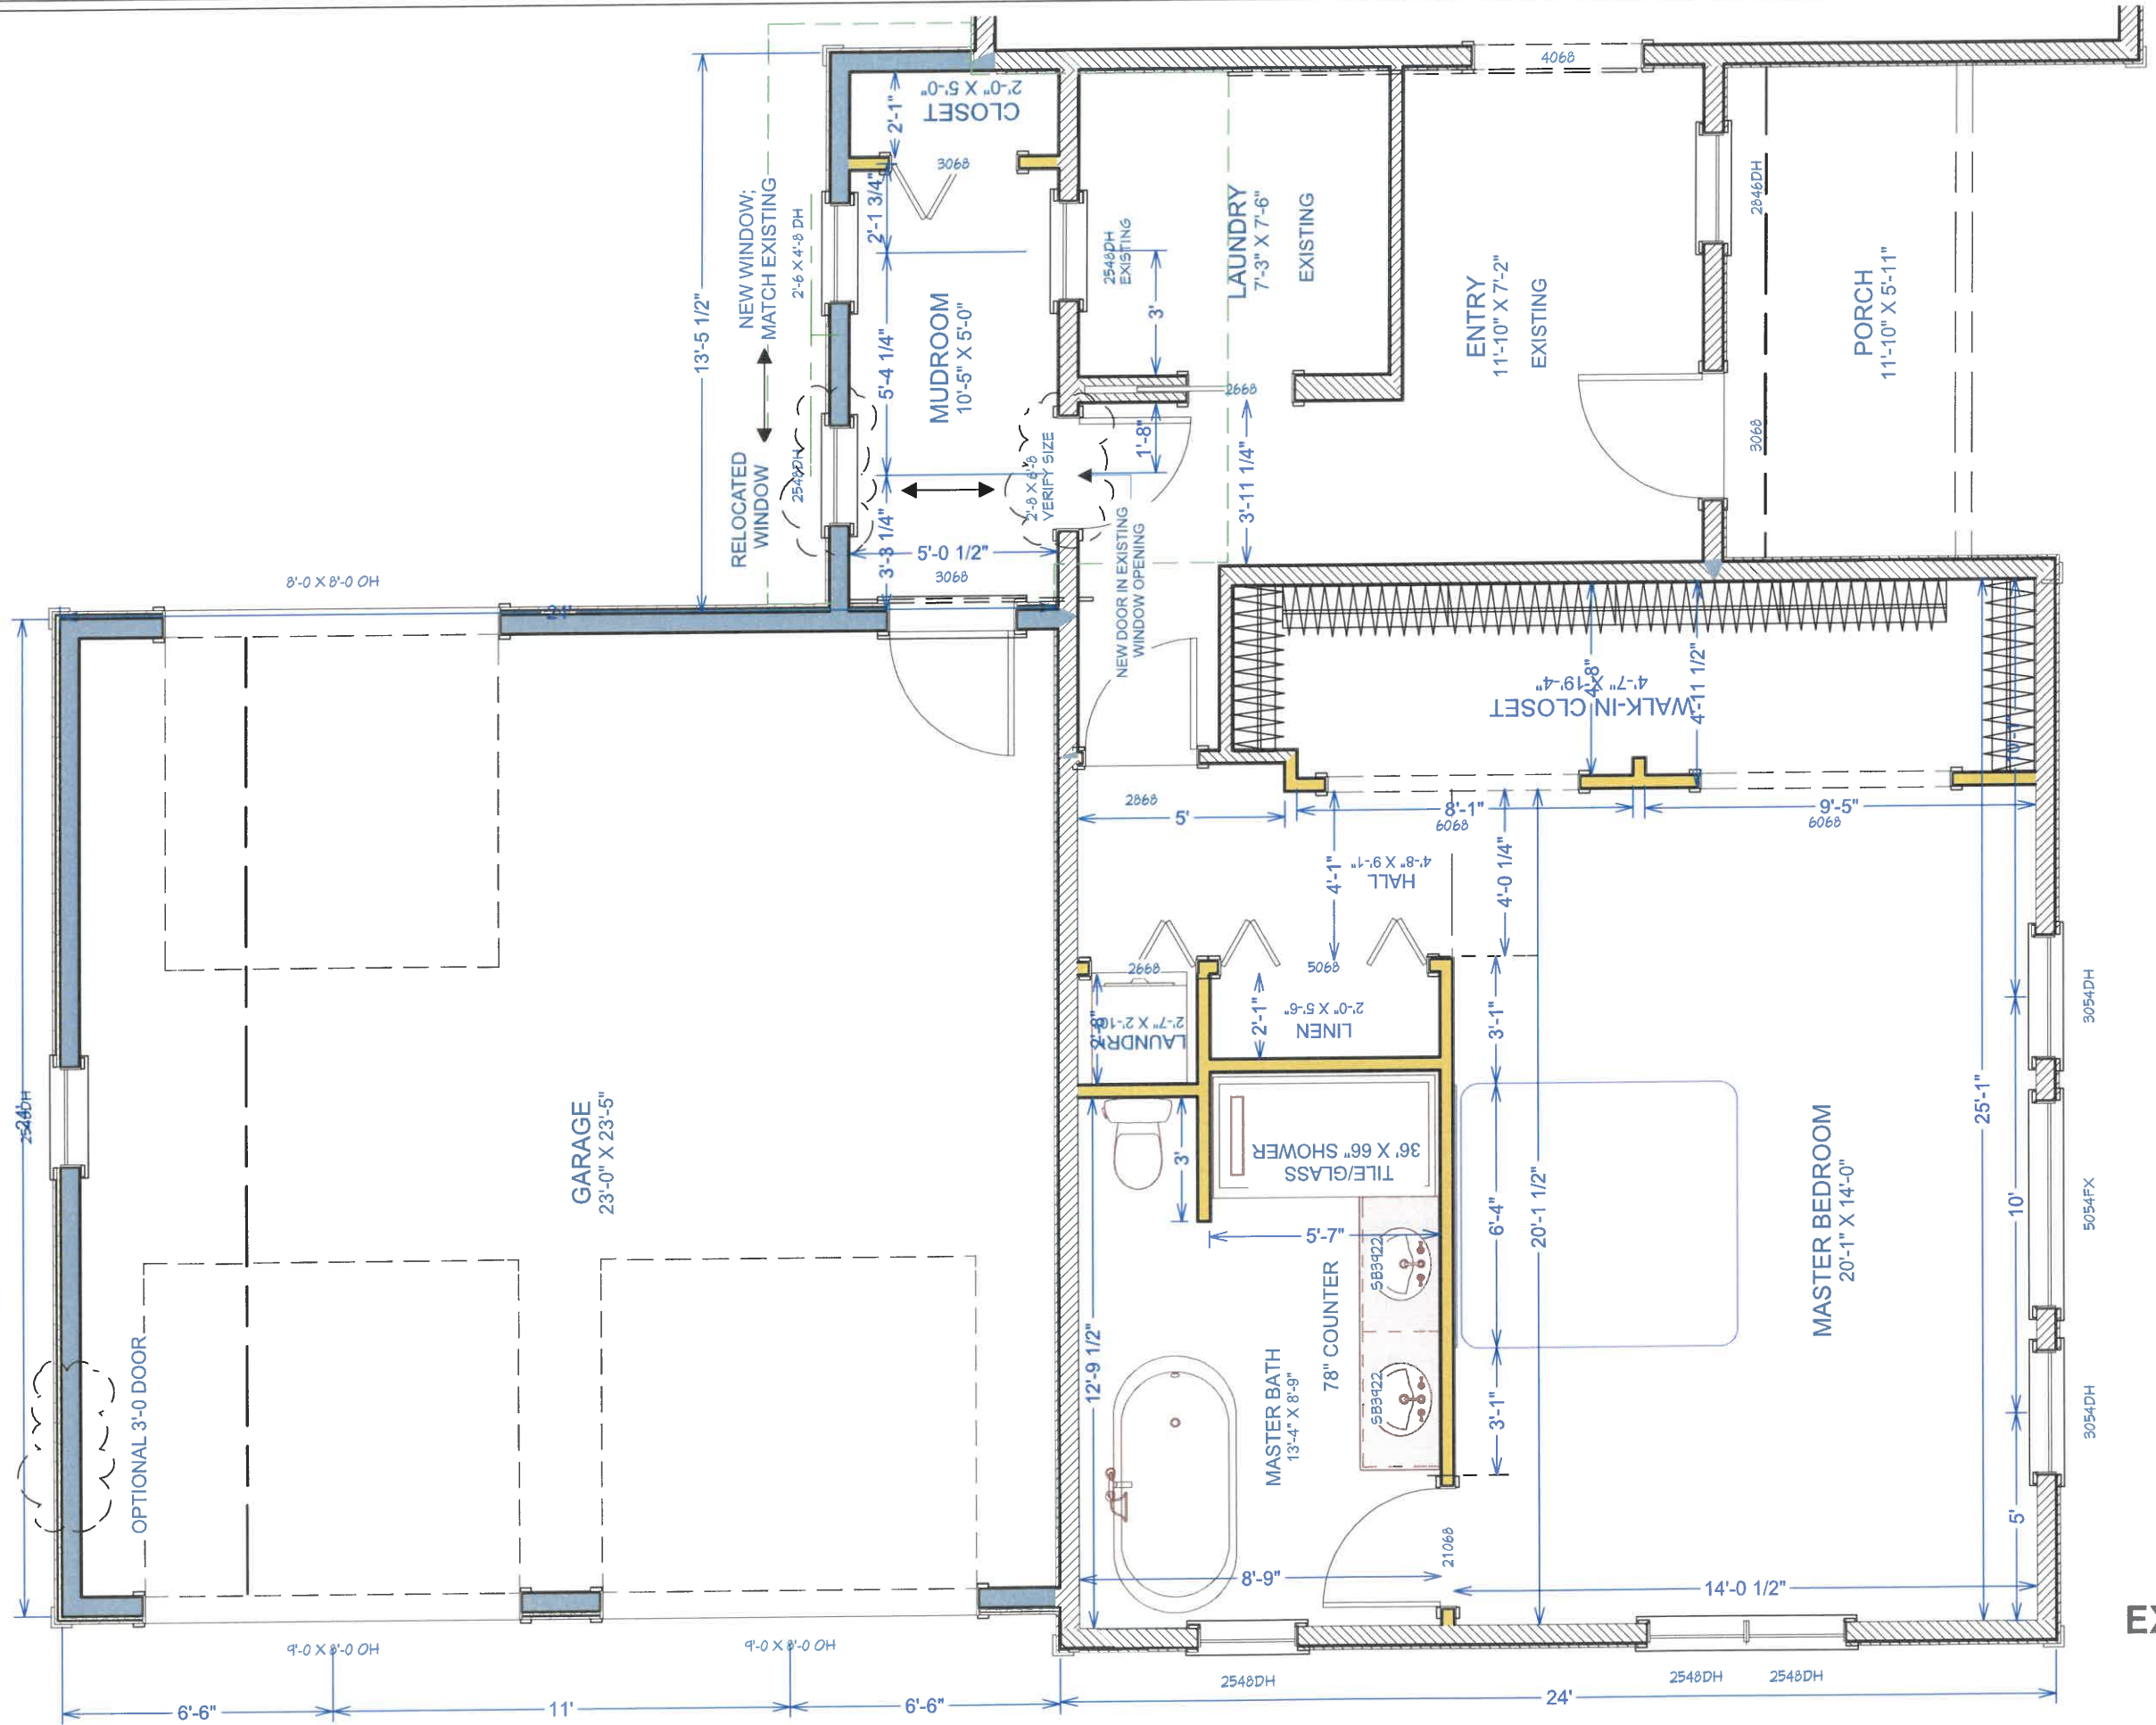 4068
CLOSET
2'-0" X 5'-0"
2'-1"
3068
13'-5 1/2"
NEW WINDOW;
MATCH EXISTING
2'-6 X 4'-8 DH
2'-1 3/4"
2548DH
EXISTING
3'
LAUNDRY
7'-3" X 7'-6"
EXISTING
2846DH
MUDROOM
10'-5" X 5'-0"
5'-4 1/4"
ENTRY
11'-10" X 7'-2"
EXISTING
PORCH
11'-10" X 5'-11"
2668
RELOCATED
WINDOW
2548DH
2'-8 X 6'-8
VERIFY SIZE
1'-8"
3'-11 1/4"
3068
3'-3 1/4"
5'-0 1/2"
3068
NEW DOOR IN EXISTING
WINDOW OPENING
8'-0 X 8'-0 OH
24'
WALK-IN CLOSET
4'-7" X 19'-4"
4'-8"
4'-11 1/2"
2868
5'
8'-1"
6068
9'-5"
6068
4'-1"
HALL
4'-8" X 9'-1"
4'-0 1/4"
2668
5068
LAUNDRY
2'-7" X 2'-10"
2'-8"
2'-1"
LINEN
2'-0" X 5'-6"
3'-1"
3054DH
24'
2548DH
GARAGE
23'-0" X 23'-5"
3'
TILE/GLASS
36' X 66" SHOWER
5'-7"
6'-4"
20'-1 1/2"
25'-1"
MASTER BEDROOM
20'-1" X 14'-0"
10'
5054FX
OPTIONAL 3'-0 DOOR
12'-9 1/2"
MASTER BATH
13'-4" X 8'-9"
78" COUNTER
SB3922
SB3922
3'-1"
3054DH
5'
21068
8'-9"
14'-0 1/2"
EX
9'-0 X 8'-0 OH
9'-0 X 8'-0 OH
2548DH
2548DH
2548DH
6'-6"
11'
6'-6"
24'